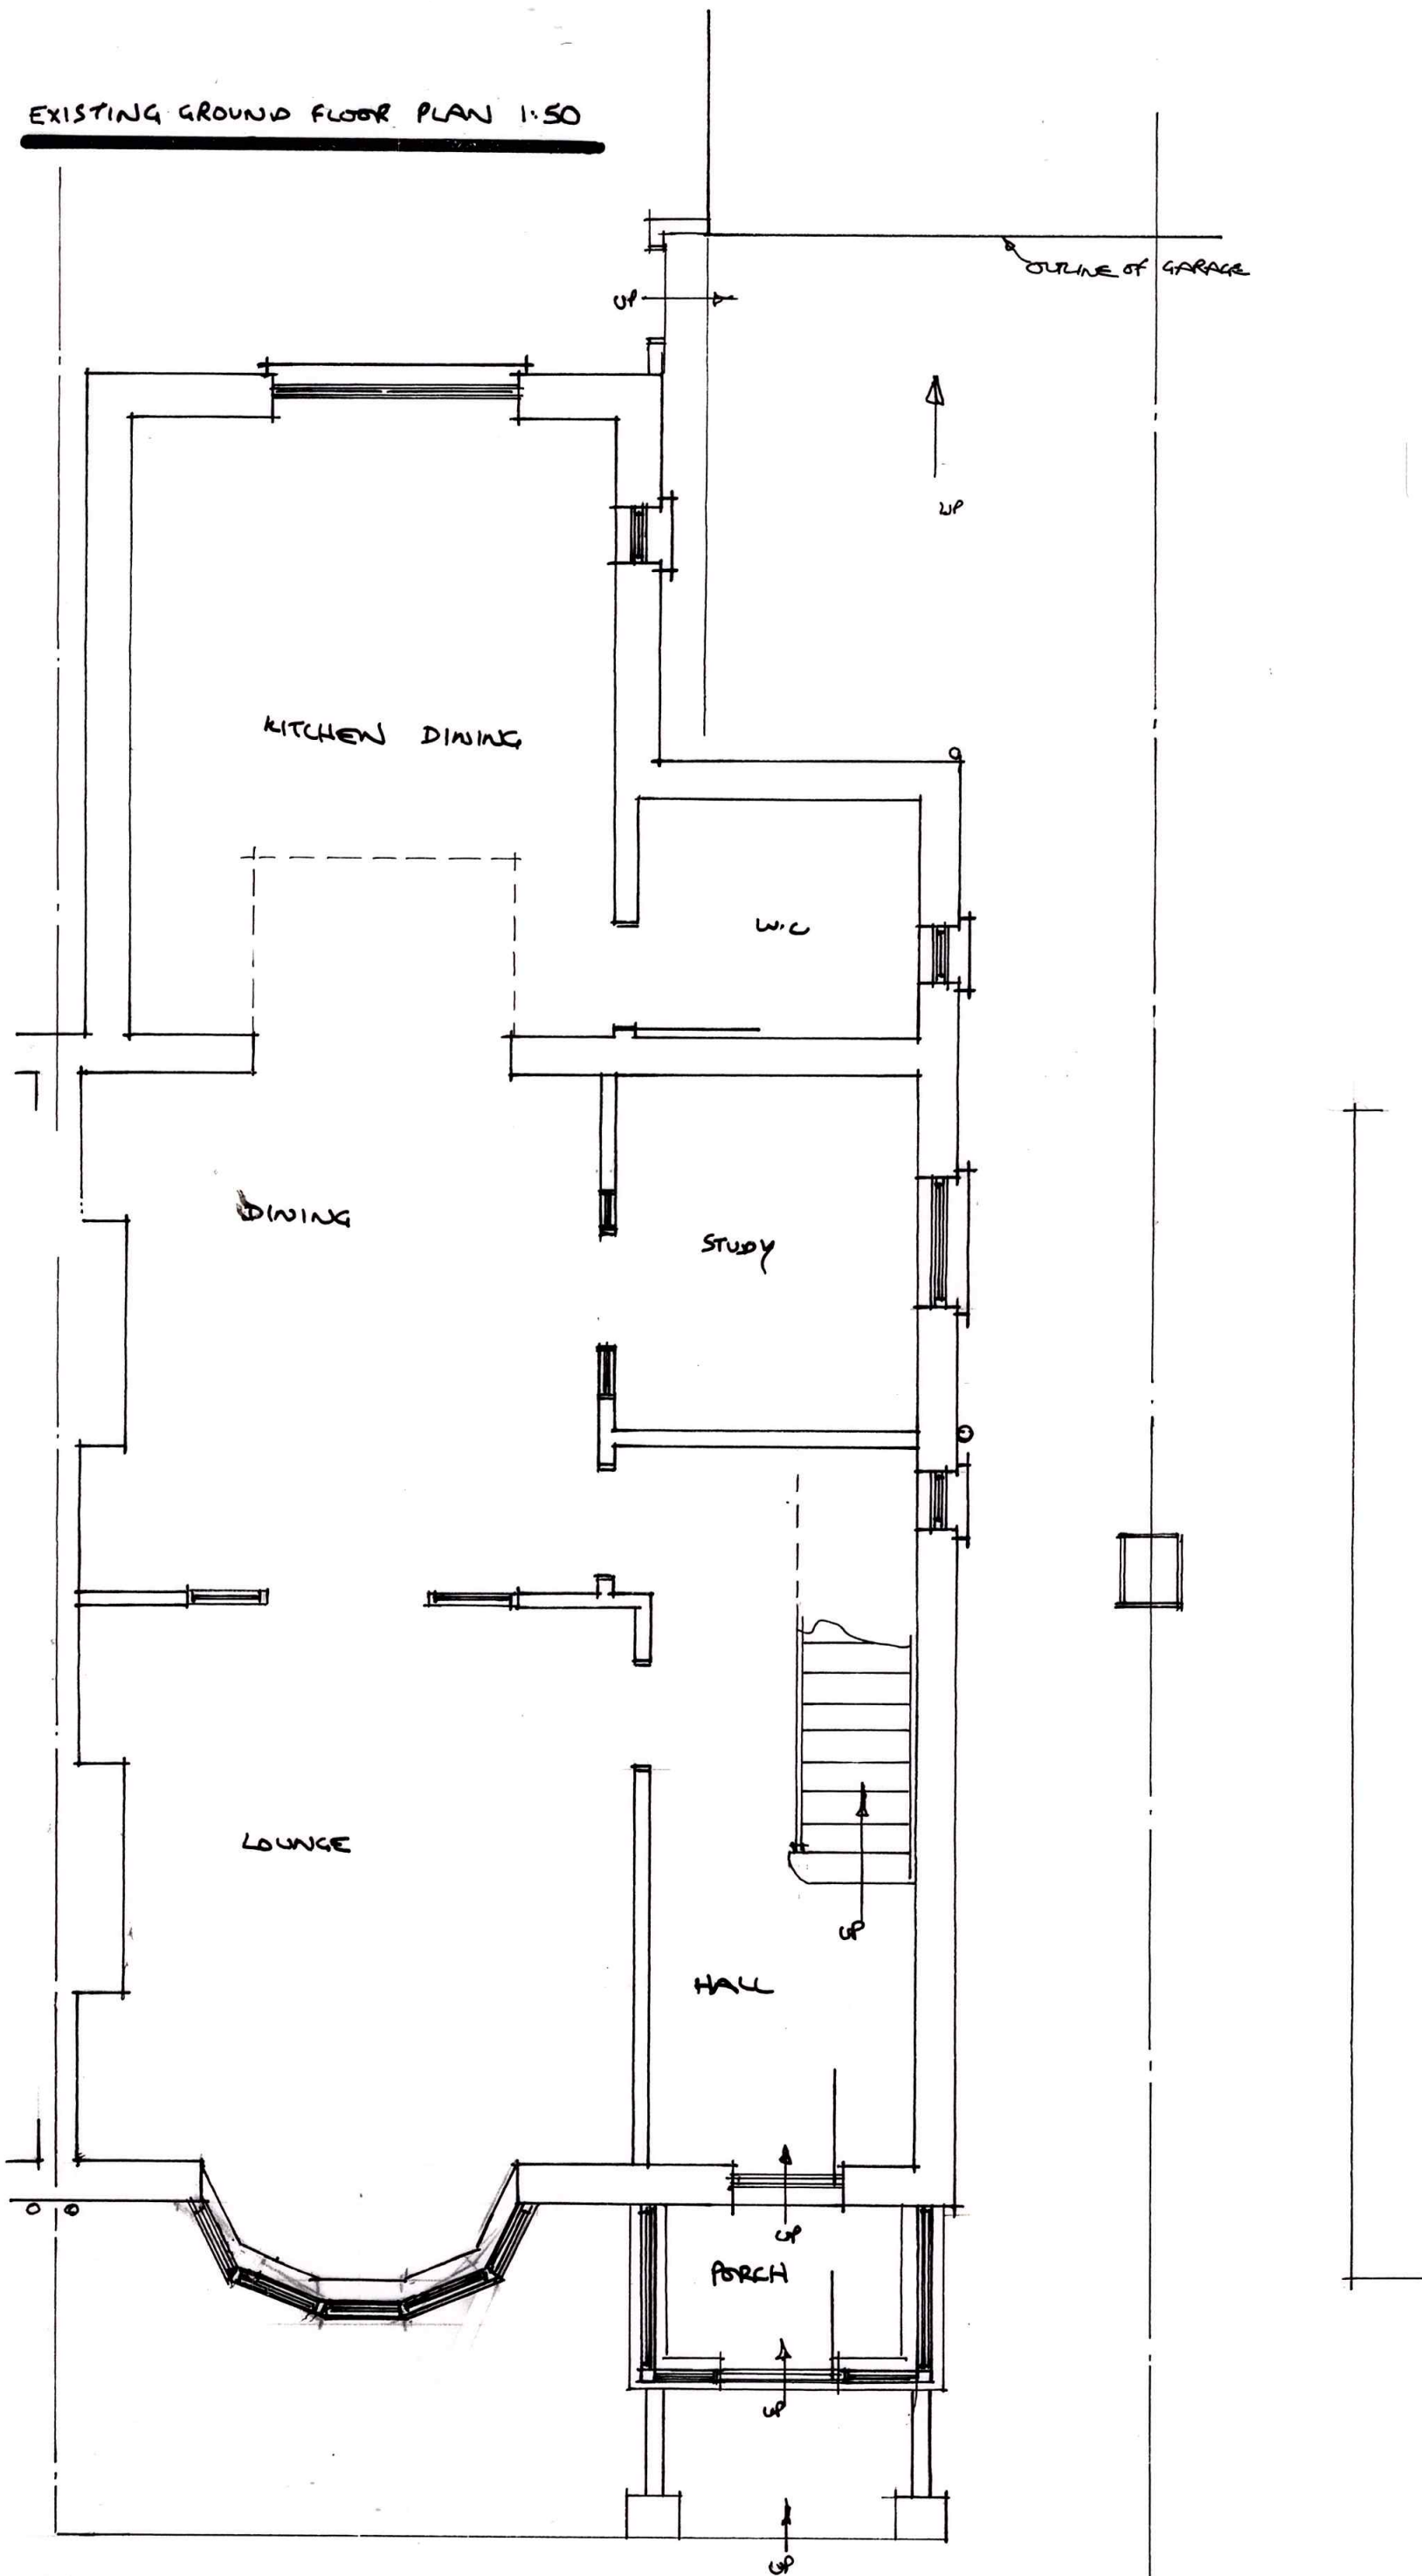 EXISTING GROUND FLOOR PLAN 1:50
OUTLINE OF GARAGE
UP
UP
KITCHEN DINING
W.C
DINING
STUDY
LOUNGE
UP
HALL
UP
PORCH
UP
UP